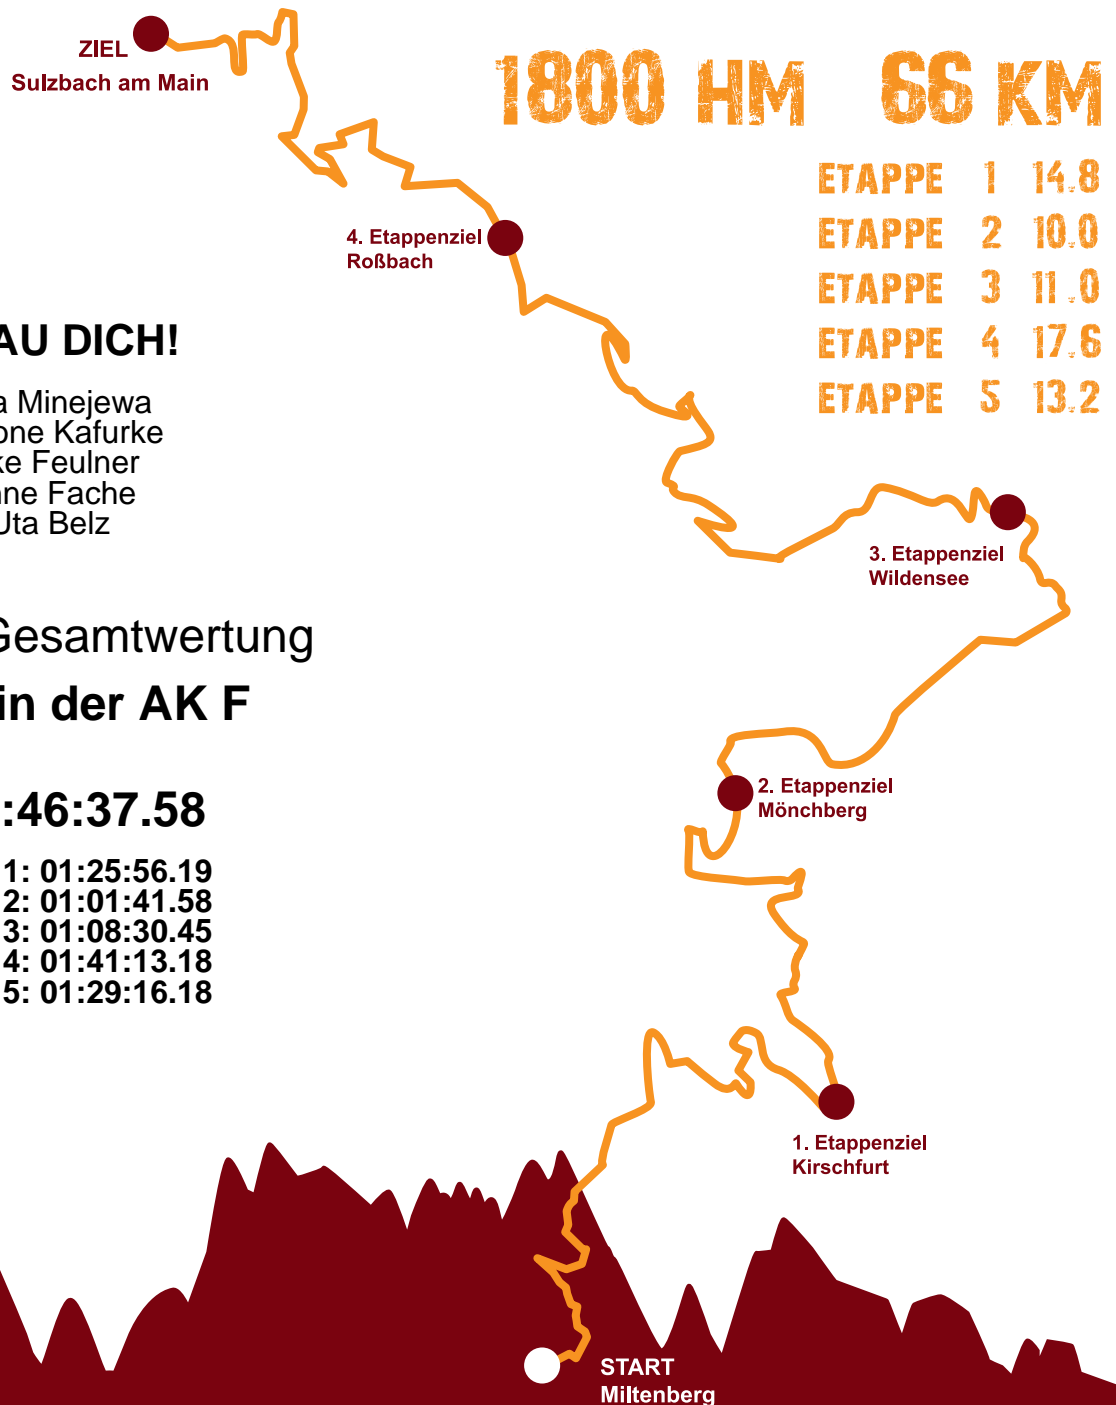 ZIEL
Sulzbach am Main
1800 HM 66 KM
ETAPPE 1 14.8
ETAPPE 2 10.0
ETAPPE 3 11.0
ETAPPE 4 17.6
ETAPPE 5 13.2
4. Etappenziel
Roßbach
AU DICH!
a Minejewa
one Kafurke
ke Feulner
nne Fache
Uta Belz
3. Etappenziel
Wildensee
Gesamtwertung
in der AK F
:46:37.58
1: 01:25:56.19
2: 01:01:41.58
3: 01:08:30.45
4: 01:41:13.18
5: 01:29:16.18
2. Etappenziel
Mönchberg
1. Etappenziel
Kirschfurt
START
Miltenberg